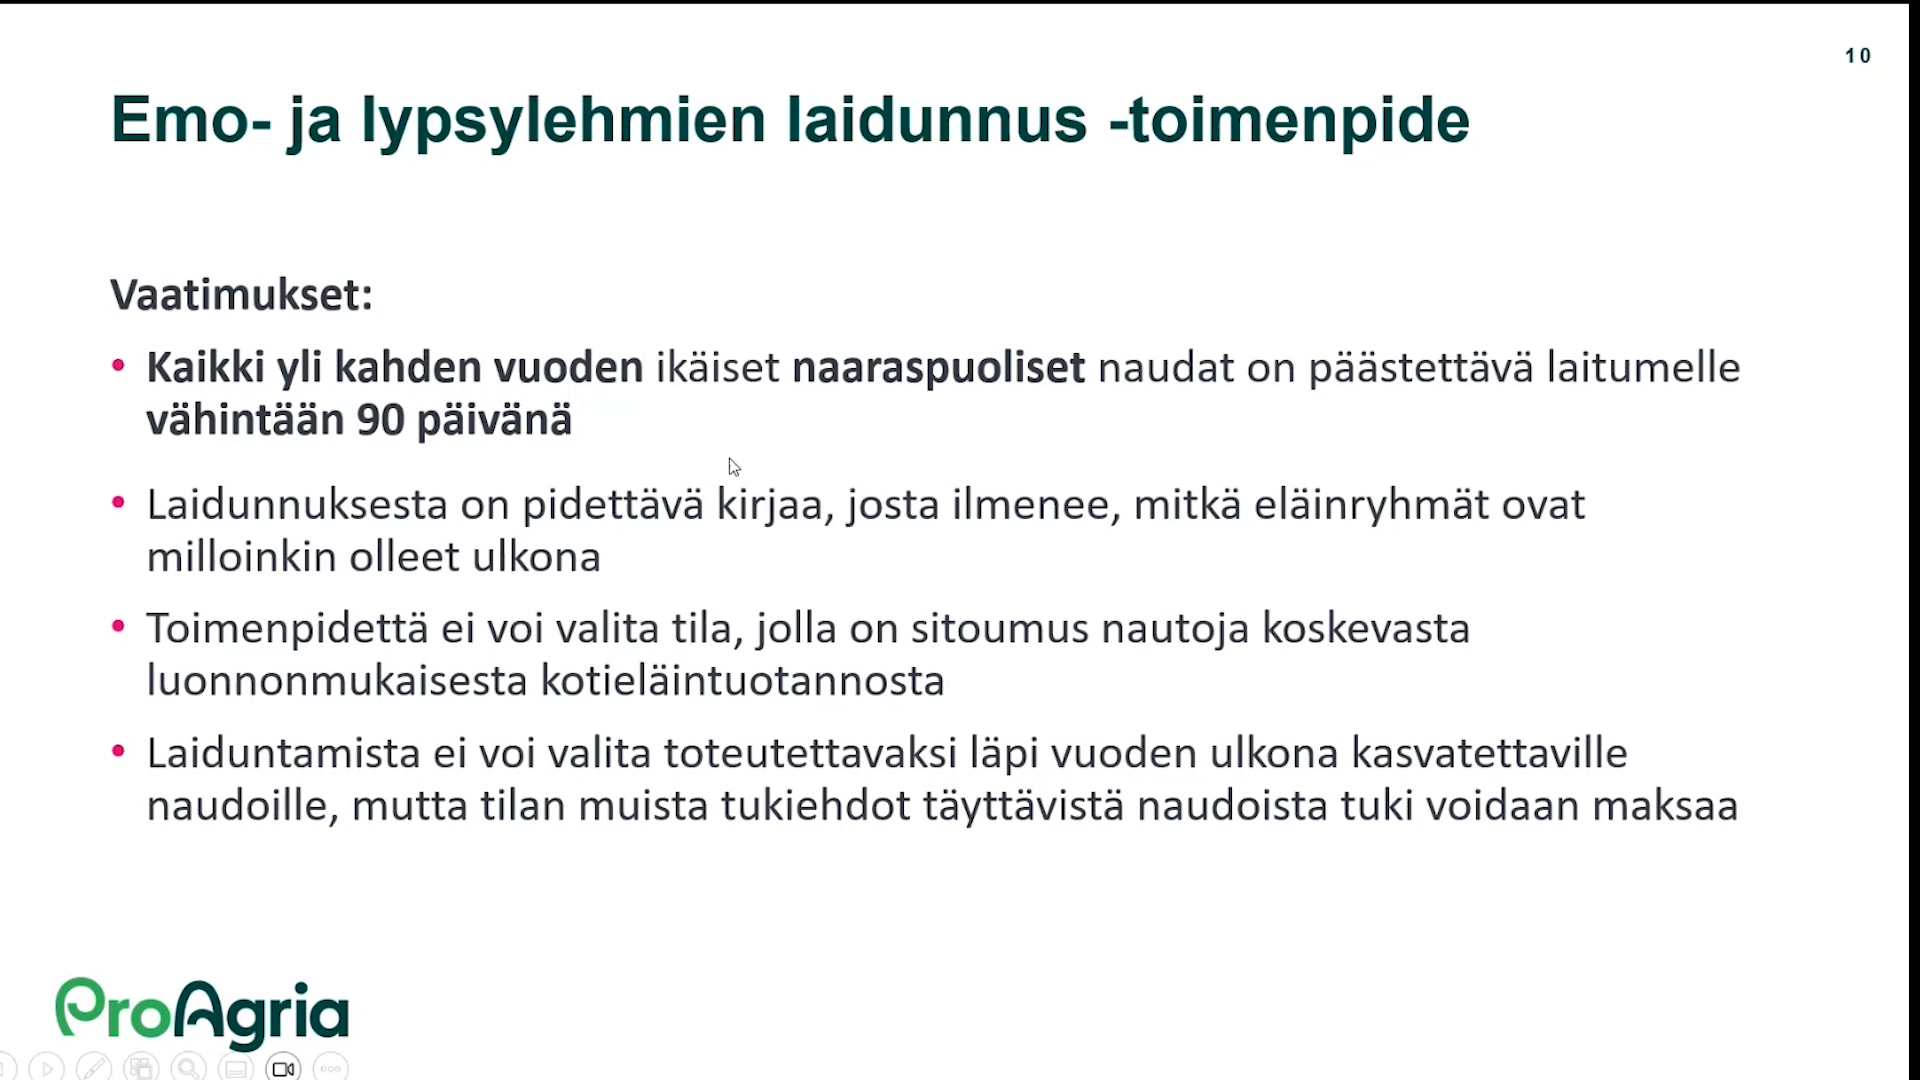 10
Emo- ja lypsylehmien laidunnus -toimenpide
Vaatimukset:
• Kaikki yli kahden vuoden ikäiset naaraspuoliset naudat on päästettävä laitumelle
vähintään 90 päivänä
• Laidunnuksesta on pidettävä kirjaa, josta ilmenee, mitkä eläinryhmät ovat
milloinkin olleet ulkona
• Toimenpidettä ei voi valita tila, jolla on sitoumus nautoja koskevasta
luonnonmukaisesta kotieläintuotannosta
• Laiduntamista ei voi valita toteutettavaksi läpi vuoden ulkona kasvatettaville
naudoille, mutta tilan muista tukiehdot täyttävistä naudoista tuki voidaan maksaa
ProAgria